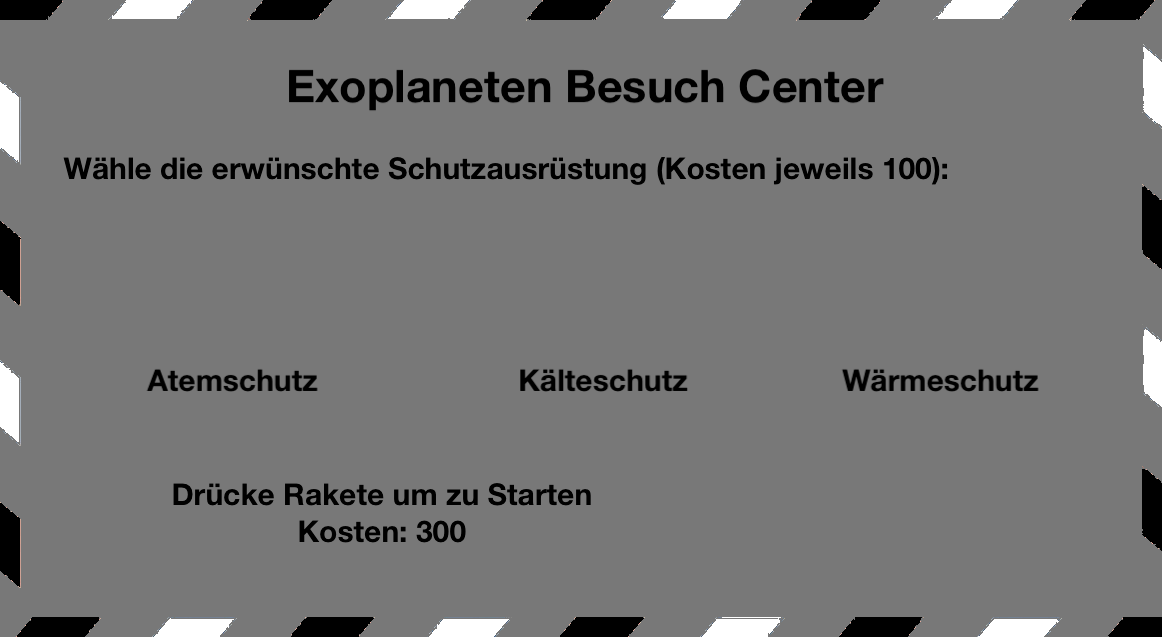 Exoplaneten Besuch Center
Wähle die erwünschte Schutzausrüstung (Kosten jeweils 100):
Atemschutz Kälteschutz Wärmeschutz
Drücke Rakete um zu Starten
Kosten: 300